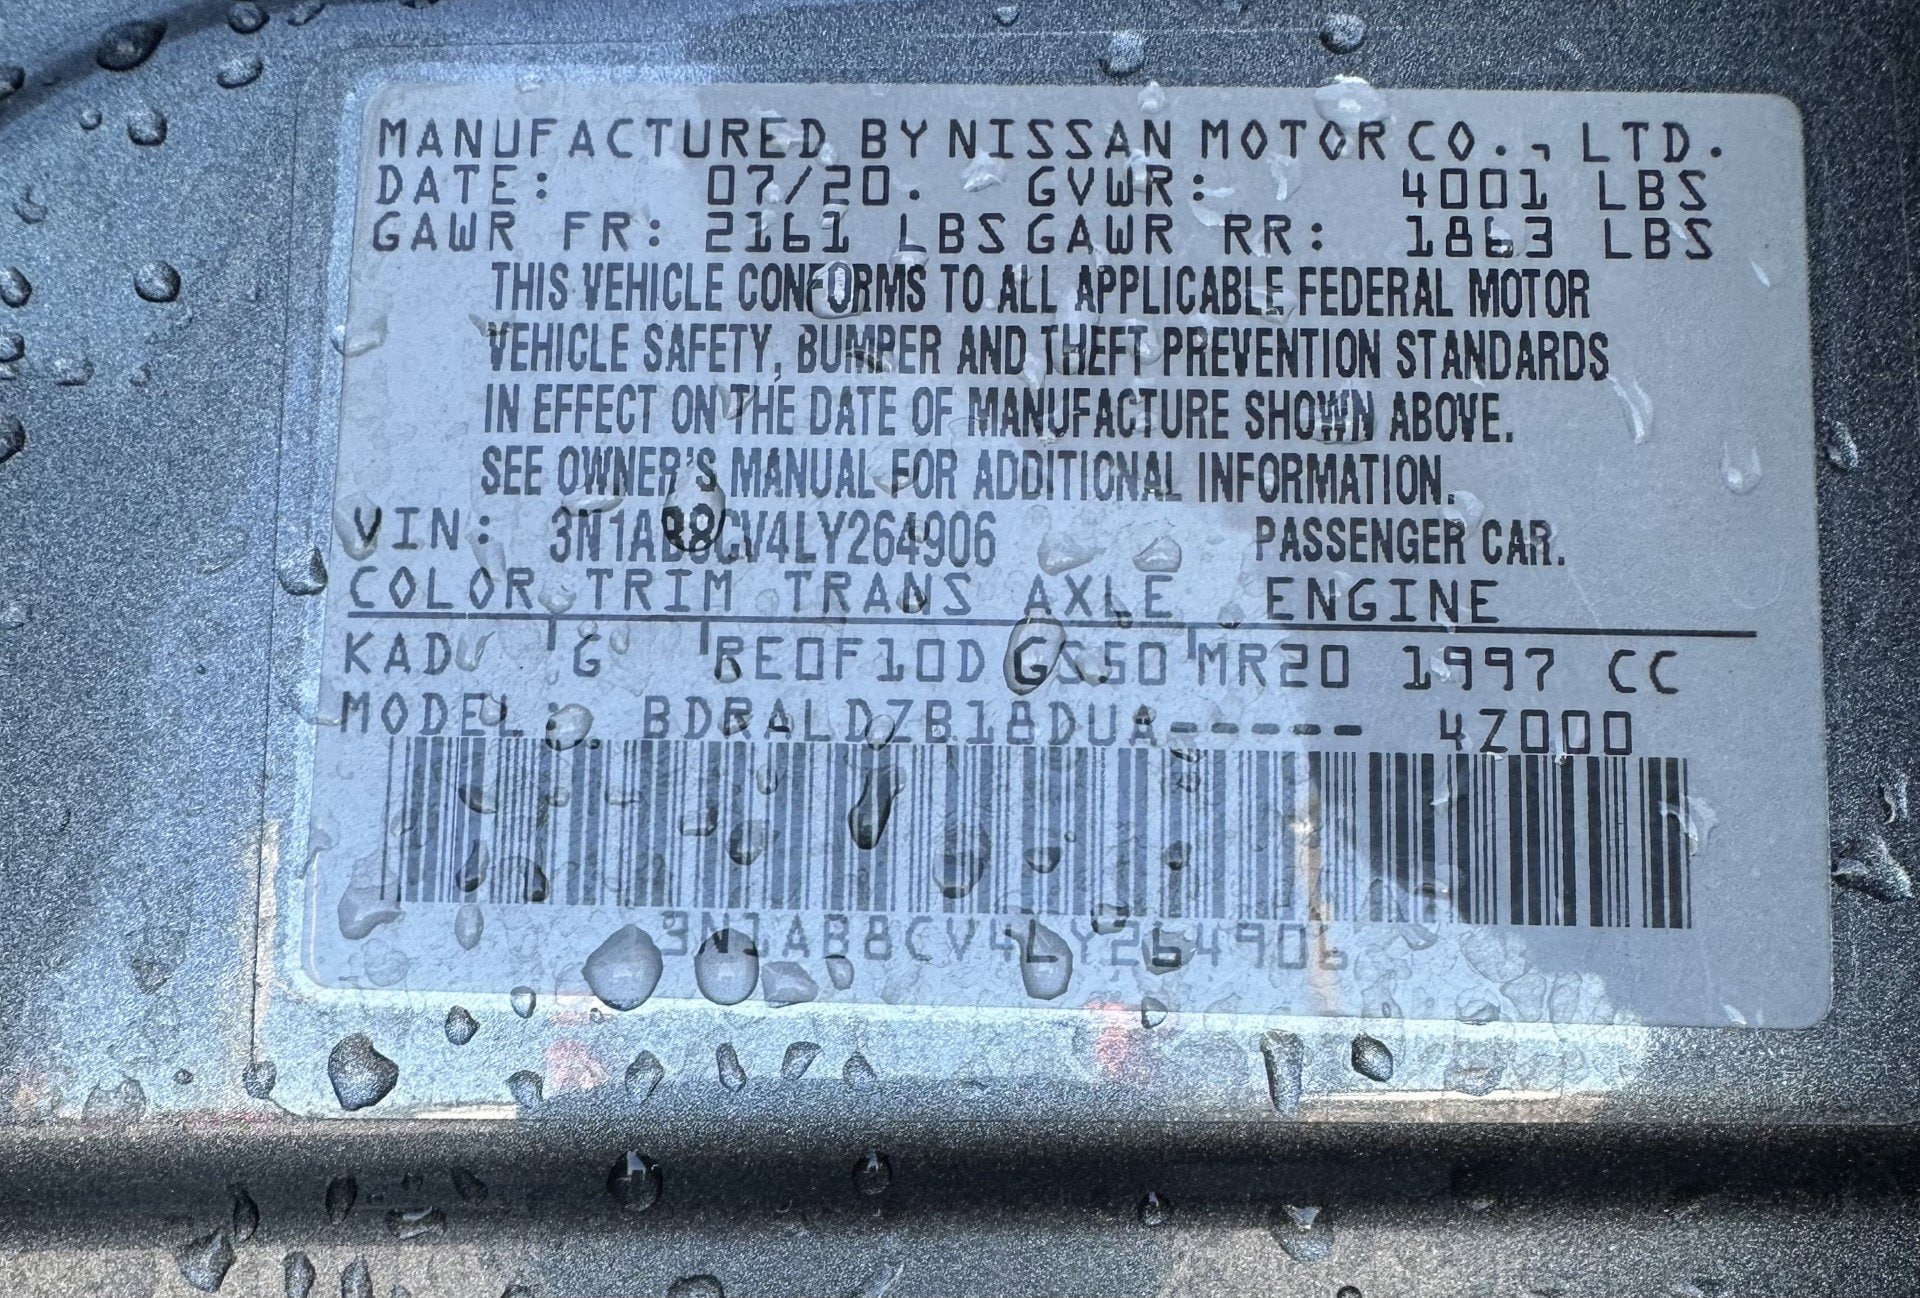 MANUFACTURED BY NISSAN MOTOR CO., LTD.
DATE: 07/20. GVWR: 4001 LBS
GAWR FR: 2161 LBS GAWR RR: 1863 LBS
THIS VEHICLE CONFORMS TO ALL APPLICABLE FEDERAL MOTOR
VEHICLE SAFETY, BUMPER AND THEFT PREVENTION STANDARDS
IN EFFECT ON THE DATE OF MANUFACTURE SHOWN ABOVE.
SEE OWNER'S MANUAL FOR ADDITIONAL INFORMATION.
VIN: 3N1AB8CV4LY264906 PASSENGER CAR.
COLOR TRIM TRANS AXLE ENGINE
KAD G RE0F10D GS50 MR20 1997 CC
MODEL: BDRALDZB18DUA----- 4Z000
3N1AB8CV4LY264906